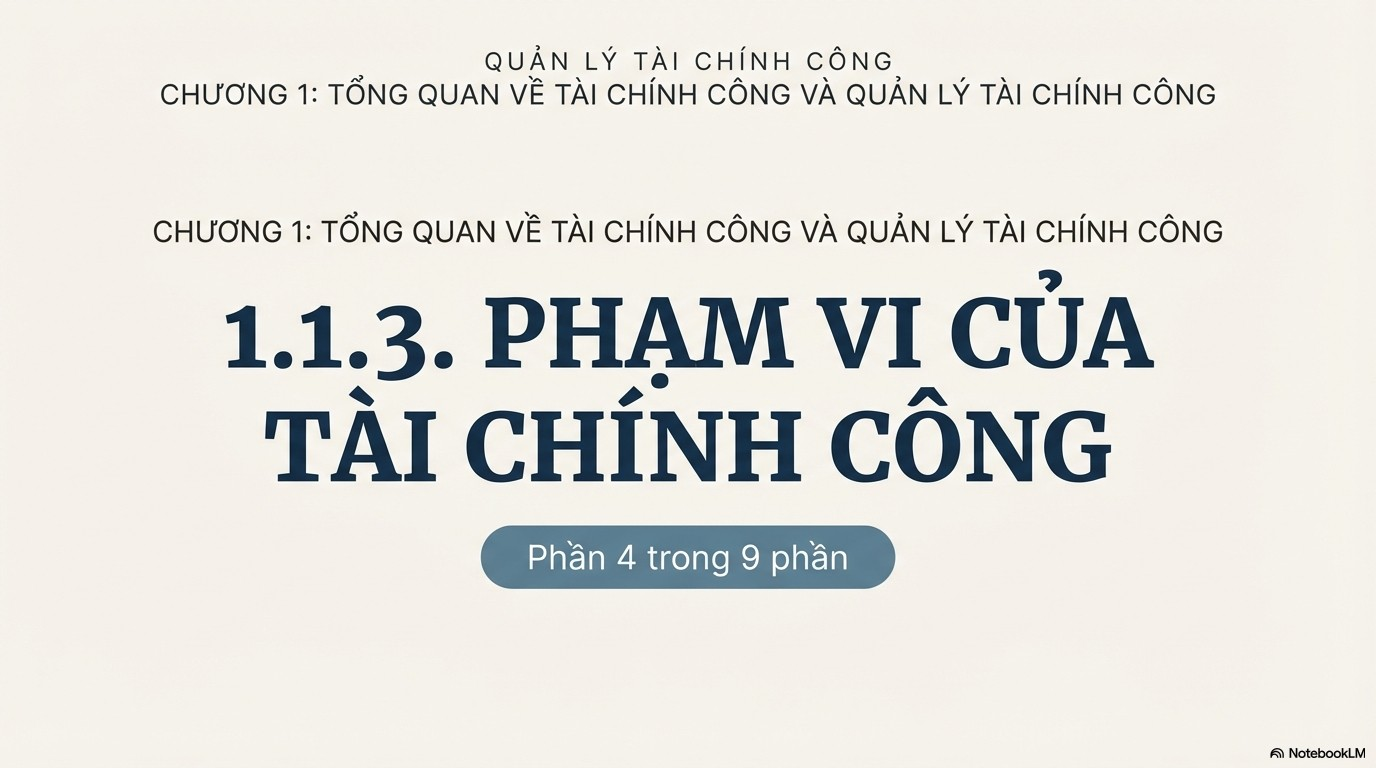 QUẢN LÝ TÀI CHÍNH CÔNG
CHƯƠNG 1: TỔNG QUAN VỀ TÀI CHÍNH CÔNG VÀ QUẢN LÝ TÀI CHÍNH CÔNG
CHƯƠNG 1: TỔNG QUAN VỀ TÀI CHÍNH CÔNG VÀ QUẢN LÝ TÀI CHÍNH CÔNG
1.1.3. PHẠM VI CỦA
TÀI CHÍNH CÔNG
Phần 4 trong 9 phần
NotebookLM